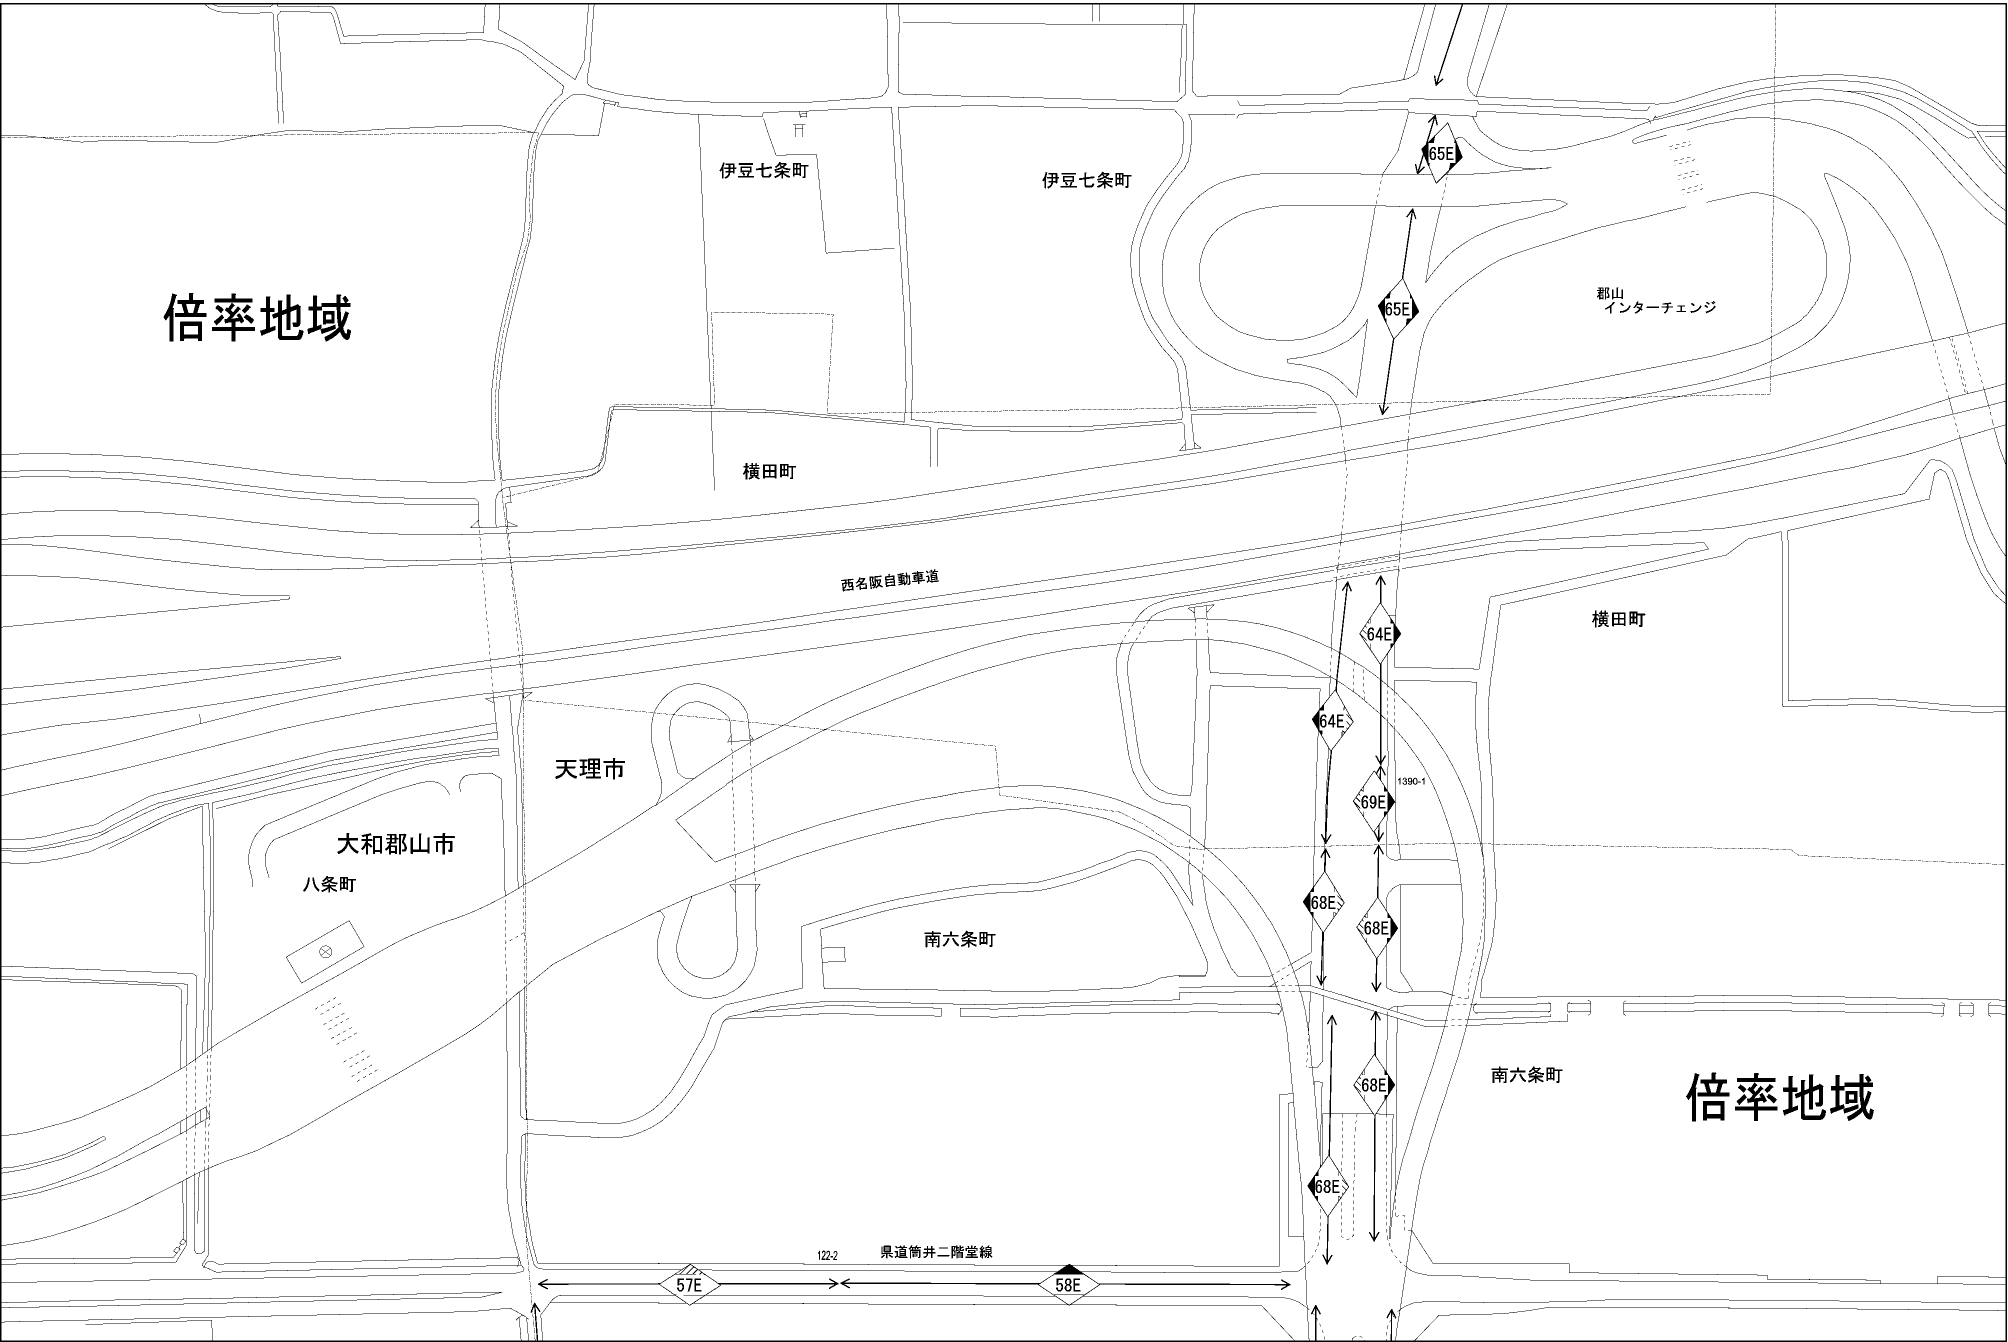 65E
伊豆七条町
伊豆七条町
郡山
インターチェンジ
65E
倍率地域
横田町
西名阪自動車道
横田町
64E
64E
天理市
1390-1
69E
大和郡山市
八条町
68E
68E
南六条町
南六条町
68E
倍率地域
68E
122-2
県道筒井二階堂線
57E
58E